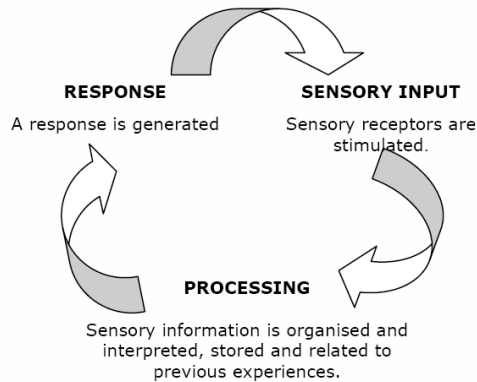 RESPONSE
A response is generated
SENSORY INPUT
Sensory receptors are
stimulated.
PROCESSING
Sensory information is organised and
interpreted, stored and related to
previous experiences.